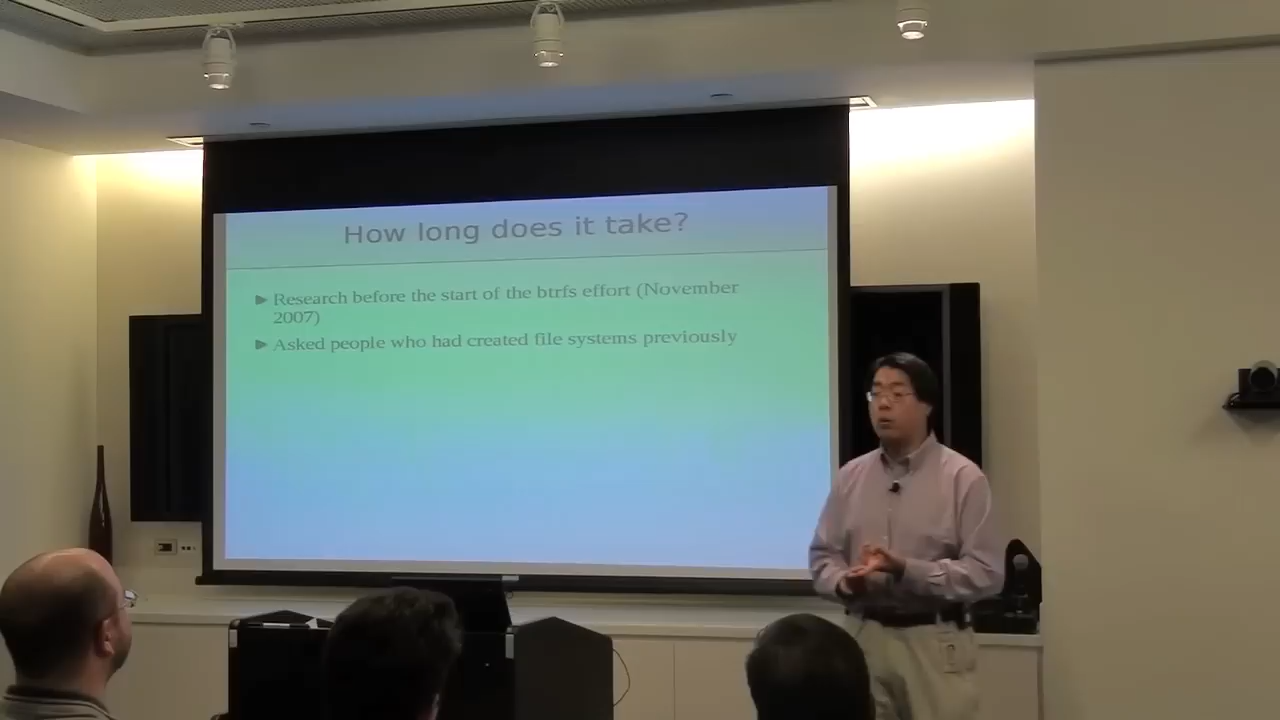 How long does it take?
Research before the start of the btrfs effort (November
2007)
Asked people who had created file systems previously